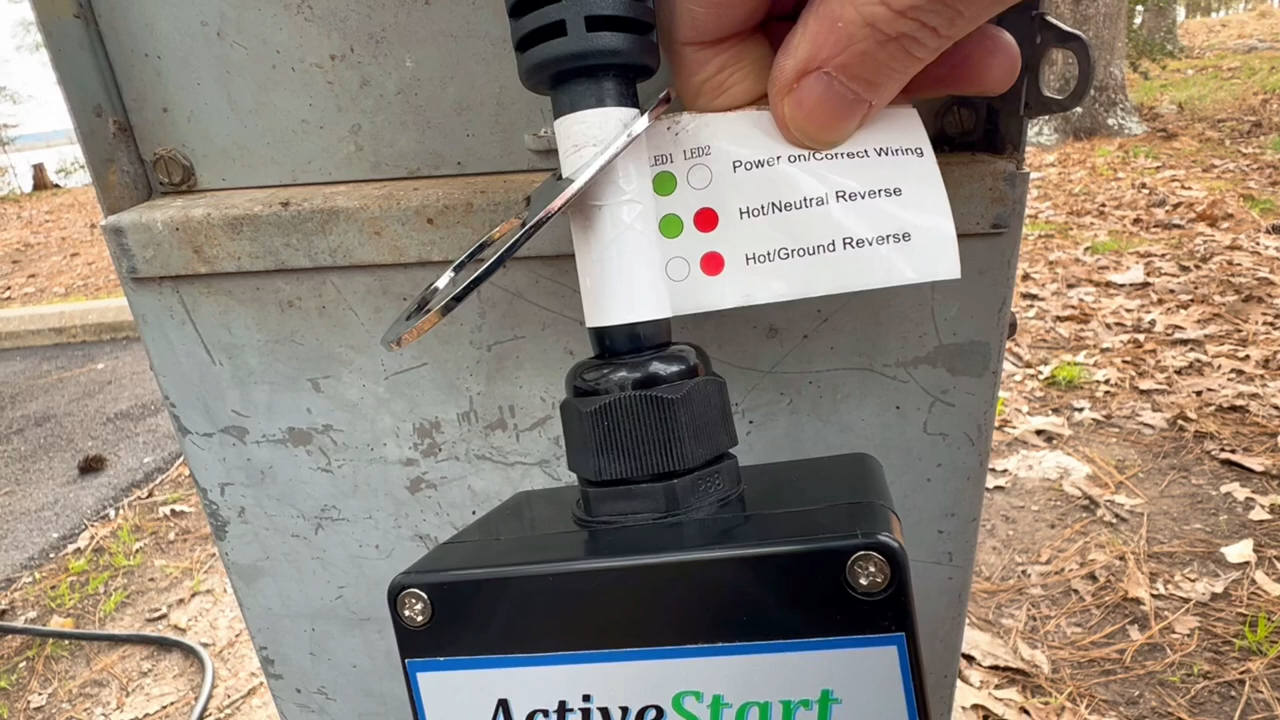 LED1 LED2
Power on/Correct Wiring
Hot/Neutral Reverse
Hot/Ground Reverse
ActiveStart